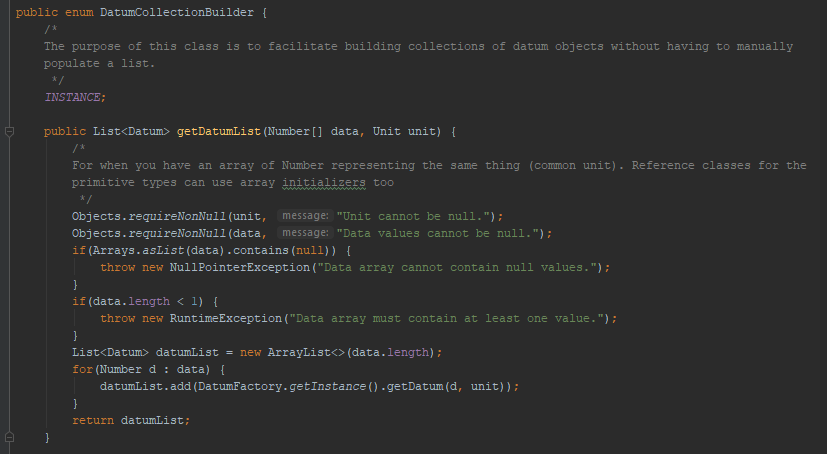 public enum DatumCollectionBuilder {
/*
The purpose of this class is to facilitate building collections of datum objects without having to manually
populate a list.
*/
INSTANCE;
public List<Datum> getDatumList(Number[] data, Unit unit) {
/*
For when you have an array of Number representing the same thing (common unit). Reference classes for the
primitive types can use array initializers too
*/
Objects.requireNonNull(unit, message: "Unit cannot be null.");
Objects.requireNonNull(data, message: "Data values cannot be null.");
if(Arrays.asList(data).contains(null)) {
throw new NullPointerException("Data array cannot contain null values.");
}
if(data.length < 1) {
throw new RuntimeException("Data array must contain at least one value.");
}
List<Datum> datumList = new ArrayList<>(data.length);
for(Number d : data) {
datumList.add(DatumFactory.getInstance().getDatum(d, unit));
}
return datumList;
}